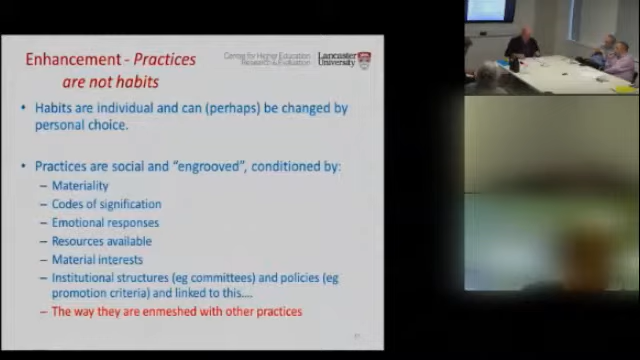 Enhancement - Practices
are not habits
Centre for Higher Education
Research & Evaluation
Lancaster
University
• Habits are individual and can (perhaps) be changed by
personal choice.
• Practices are social and “engrooved”, conditioned by:
– Materiality
– Codes of signification
– Emotional responses
– Resources available
– Material interests
– Institutional structures (eg committees) and policies (eg
promotion criteria) and linked to this....
– The way they are enmeshed with other practices